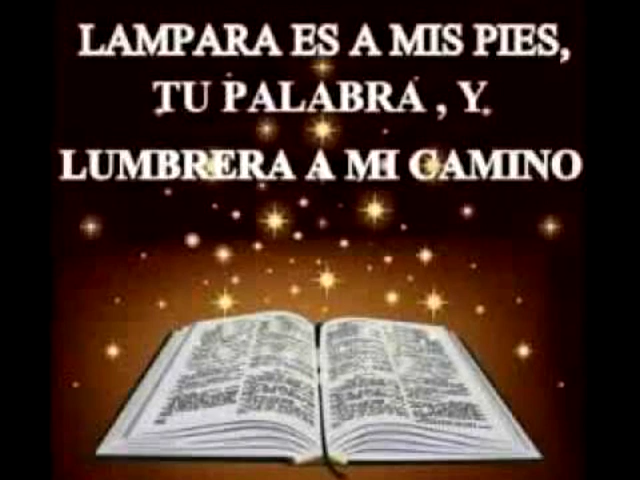 LAMPARA ES A MIS PIES,
TU PALABRA , Y
LUMBRERA A MI CAMINO